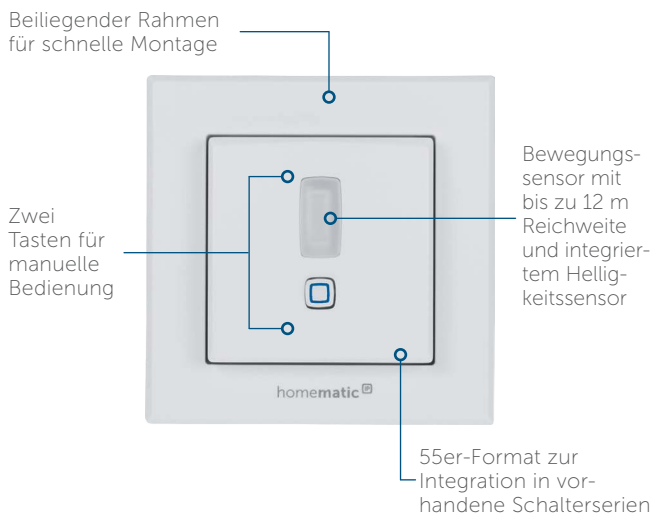 Beiliegender Rahmen
für schnelle Montage
Zwei
Tasten für
manuelle
Bedienung
Bewegungs-
sensor mit
bis zu 12 m
Reichweite
und integrier-
tem Hellig-
keitssensor
homematic IP
55er-Format zur
Integration in vor-
handene Schalterserien